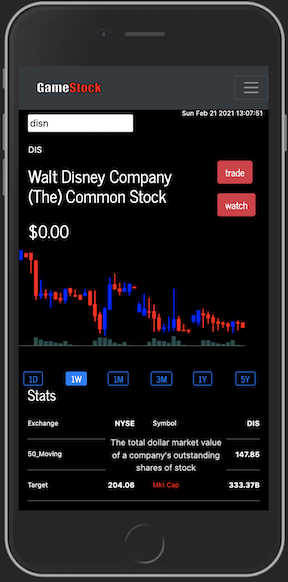 GameStock
Sun Feb 21 2021 13:07:51
disn
DIS
Walt Disney Company
(The) Common Stock
trade
watch
$0.00
1D 1W 1M 3M 1Y 5Y
Stats
Exchange NYSE Symbol DIS
The total dollar market value
50_Moving of a company's outstanding 147.85
shares of stock
Target 204.06 Mkt Cap 333.37B